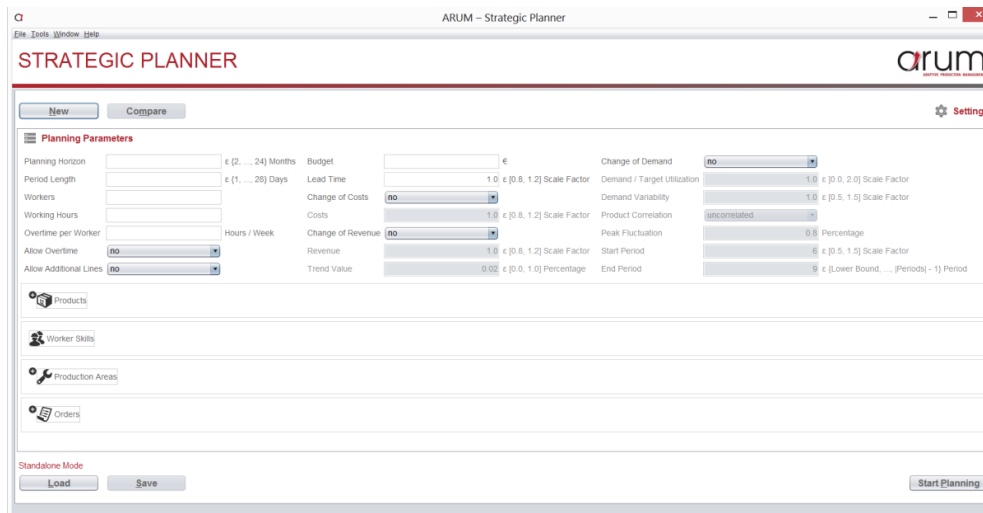 ARUM – Strategic Planner
File Tools Window Help
STRATEGIC PLANNER
arum
ADAPTIVE PRODUCTION MANAGEMENT
New Compare Setting
Planning Parameters
Planning Horizon ε {2, ..., 24} Months Budget € Change of Demand no
Period Length ε {1, ..., 28} Days Lead Time 1.0 ε [0.8, 1.2] Scale Factor Demand / Target Utilization 1.0 ε ]0.0, 2.0] Scale Factor
Workers Change of Costs no Demand Variability 1.0 ε [0.5, 1.5] Scale Factor
Working Hours Costs 1.0 ε [0.8, 1.2] Scale Factor Product Correlation uncorrelated
Overtime per Worker Hours / Week Change of Revenue no Peak Fluctuation 0.8 Percentage
Allow Overtime no Revenue 1.0 ε [0.8, 1.2] Scale Factor Start Period 6 ε [0.5, 1.5] Scale Factor
Allow Additional Lines no Trend Value 0.02 ε [0.0, 1.0] Percentage End Period 9 ε {Lower Bound, ..., |Periods| - 1} Period
Products
Worker Skills
Production Areas
Orders
Standalone Mode
Load Save Start Planning